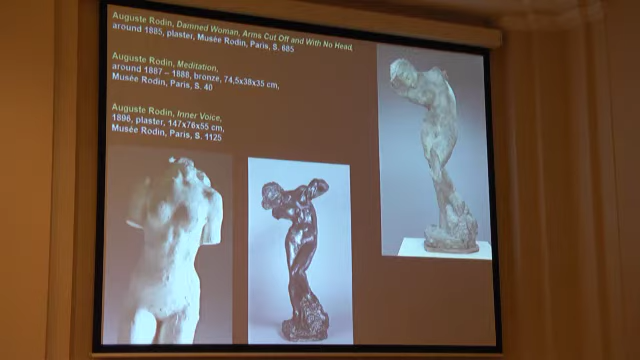 Auguste Rodin, Damned Woman, Arms Cut Off and With No Head,
around 1885, plaster, Musée Rodin, Paris, S. 685
Auguste Rodin, Meditation,
around 1887 – 1888, bronze, 74,5x38x35 cm,
Musée Rodin, Paris, S. 40
Auguste Rodin, Inner Voice,
1896, plaster, 147x76x55 cm,
Musée Rodin, Paris, S. 1125